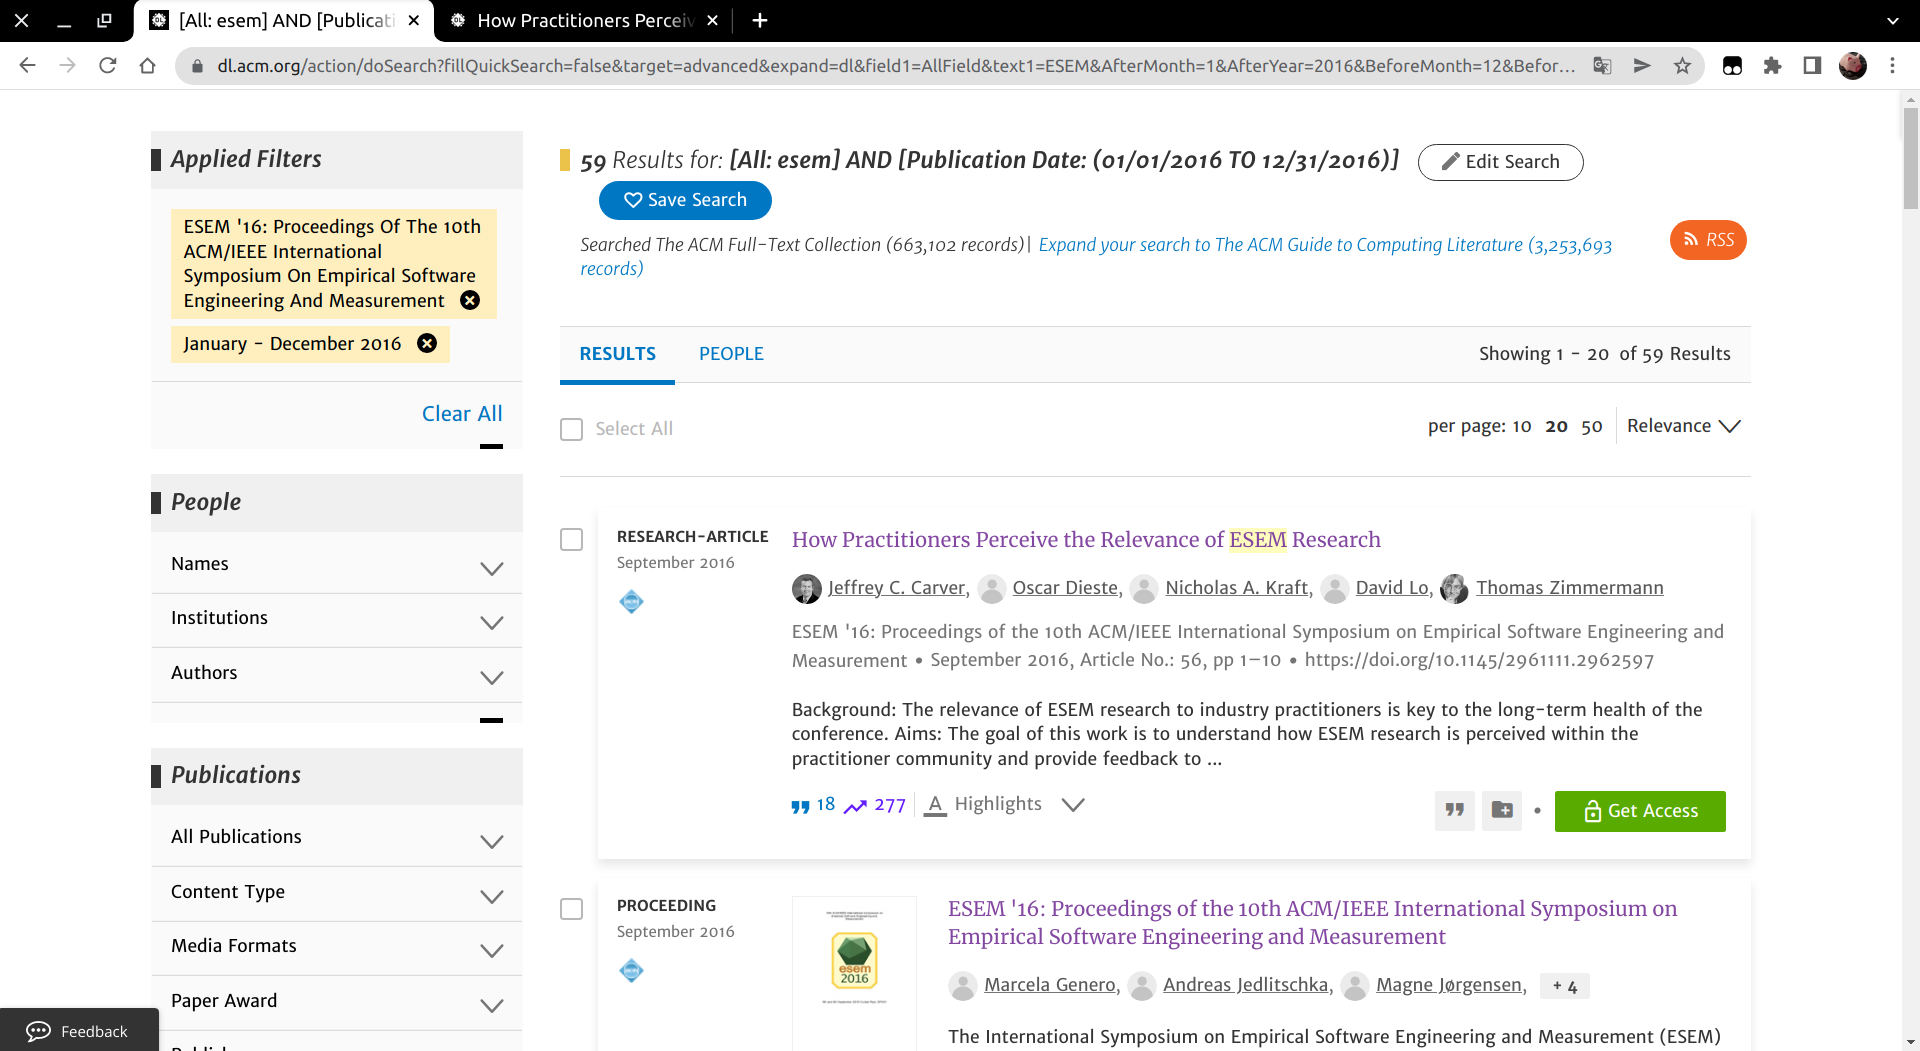 [All: esem] AND [Publicati
How Practitioners Perceiv
dl.acm.org/action/doSearch?fillQuickSearch=false&target=advanced&expand=dl&field1=AllField&text1=ESEM&AfterMonth=1&AfterYear=2016&BeforeMonth=12&Befor...
Applied Filters
ESEM '16: Proceedings Of The 10th
ACM/IEEE International
Symposium On Empirical Software
Engineering And Measurement
January - December 2016
Clear All
People
Names
Institutions
Authors
Publications
All Publications
Content Type
Media Formats
Paper Award
Feedback
59 Results for: [All: esem] AND [Publication Date: (01/01/2016 TO 12/31/2016)]
Edit Search
Save Search
Searched The ACM Full-Text Collection (663,102 records)| Expand your search to The ACM Guide to Computing Literature (3,253,693
records)
RSS
RESULTS
PEOPLE
Showing 1 - 20 of 59 Results
Select All
per page: 10 20 50
Relevance
RESEARCH-ARTICLE
September 2016
How Practitioners Perceive the Relevance of ESEM Research
Jeffrey C. Carver, Oscar Dieste, Nicholas A. Kraft, David Lo, Thomas Zimmermann
ESEM '16: Proceedings of the 10th ACM/IEEE International Symposium on Empirical Software Engineering and
Measurement • September 2016, Article No.: 56, pp 1–10 • https://doi.org/10.1145/2961111.2962597
Background: The relevance of ESEM research to industry practitioners is key to the long-term health of the
conference. Aims: The goal of this work is to understand how ESEM research is perceived within the
practitioner community and provide feedback to ...
18 277 A Highlights
Get Access
PROCEEDING
September 2016
esem
2016
ESEM '16: Proceedings of the 10th ACM/IEEE International Symposium on
Empirical Software Engineering and Measurement
Marcela Genero, Andreas Jedlitschka, Magne Jørgensen, + 4
The International Symposium on Empirical Software Engineering and Measurement (ESEM)